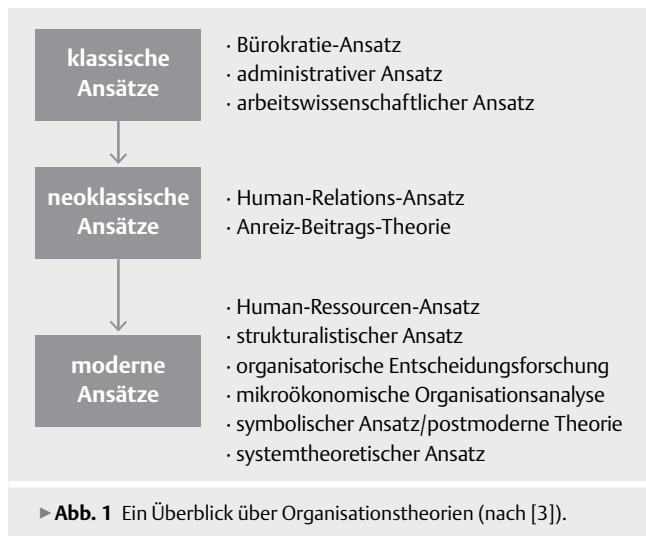 klassische
Ansätze
· Bürokratie-Ansatz
· administrativer Ansatz
· arbeitswissenschaftlicher Ansatz
neoklassische
Ansätze
· Human-Relations-Ansatz
· Anreiz-Beitrags-Theorie
moderne
Ansätze
· Human-Ressourcen-Ansatz
· strukturalistischer Ansatz
· organisatorische Entscheidungsforschung
· mikroökonomische Organisationsanalyse
· symbolischer Ansatz/postmoderne Theorie
· systemtheoretischer Ansatz
►Abb. 1 Ein Überblick über Organisationstheorien (nach [3]).